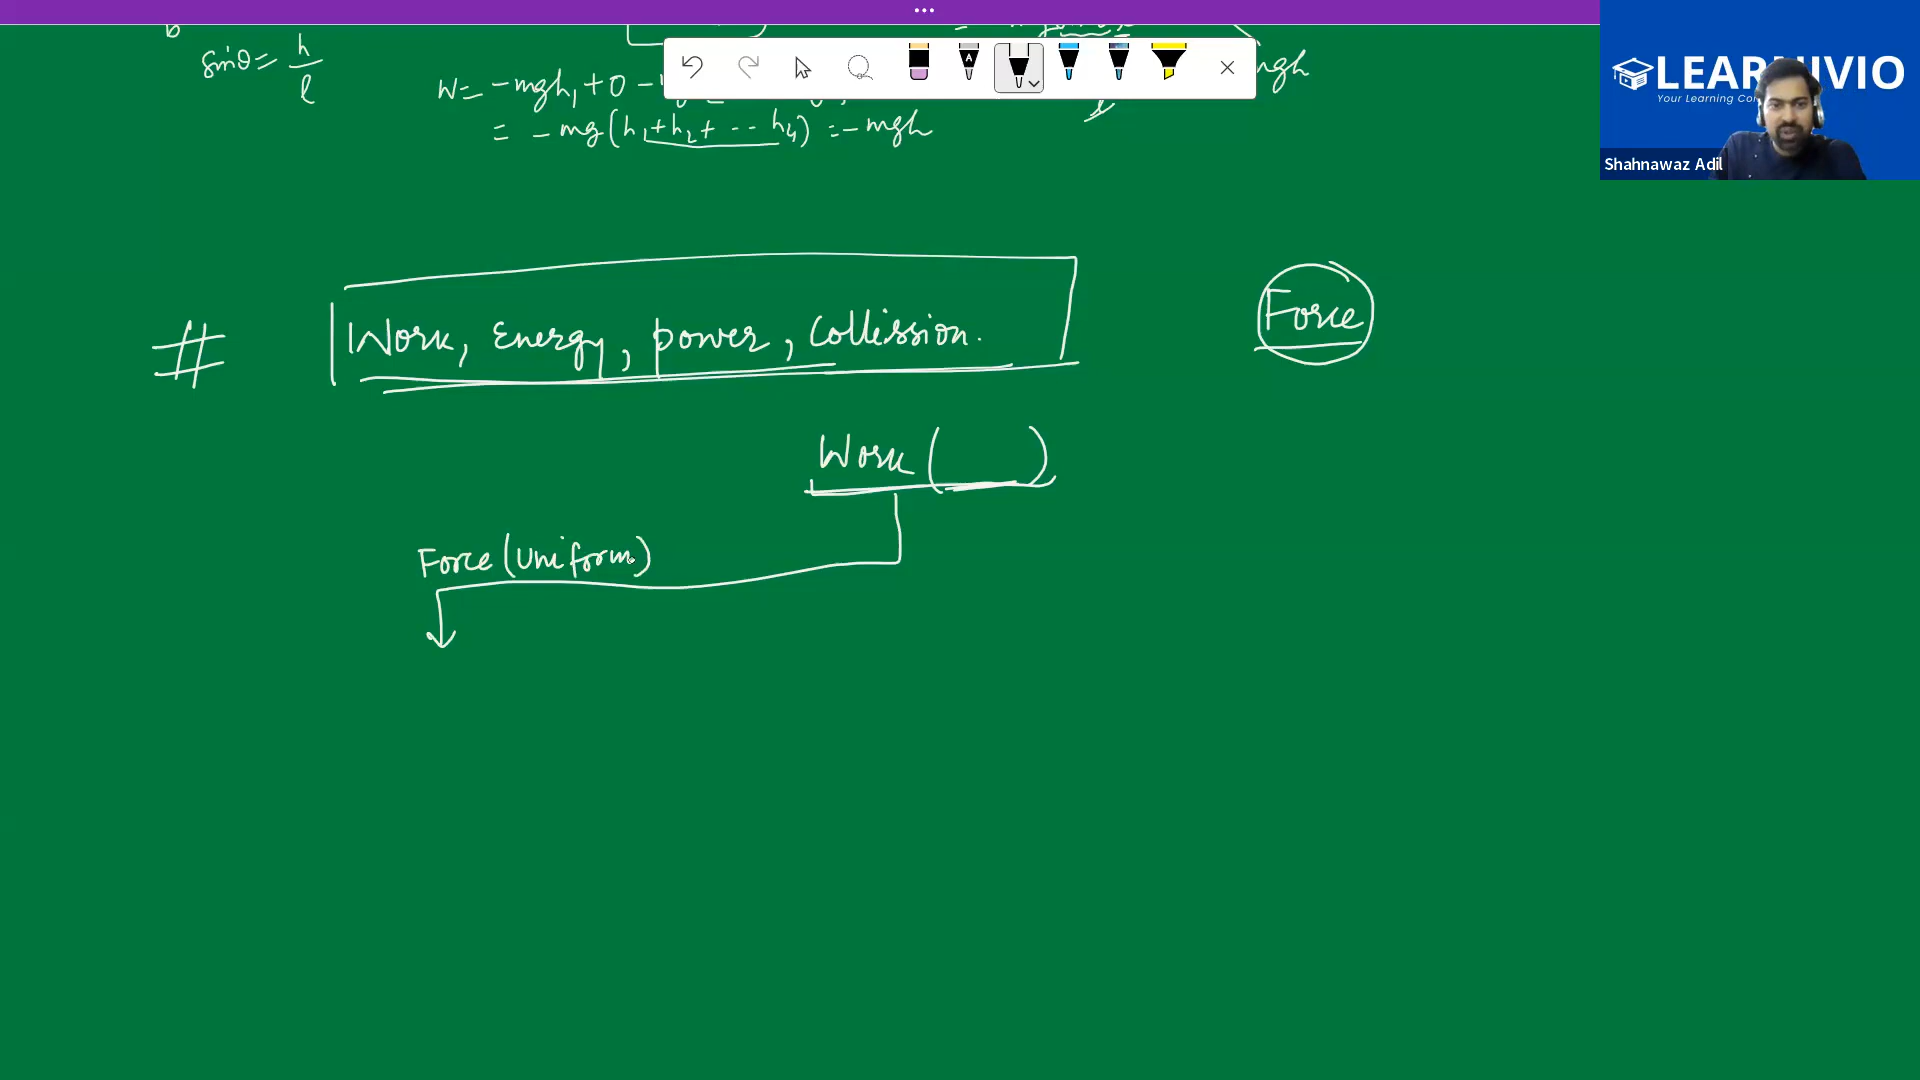 sinθ = h/l
W = -mgh₁ + 0 -
mgh
= -mg(h₁+h₂+ -- h₄) = -mgh
LEARNIVIO
Your Learning Co
Shahnawaz Adil
# Work, Energy, power, Collission.
Force
Work ( )
Force (Uniform)